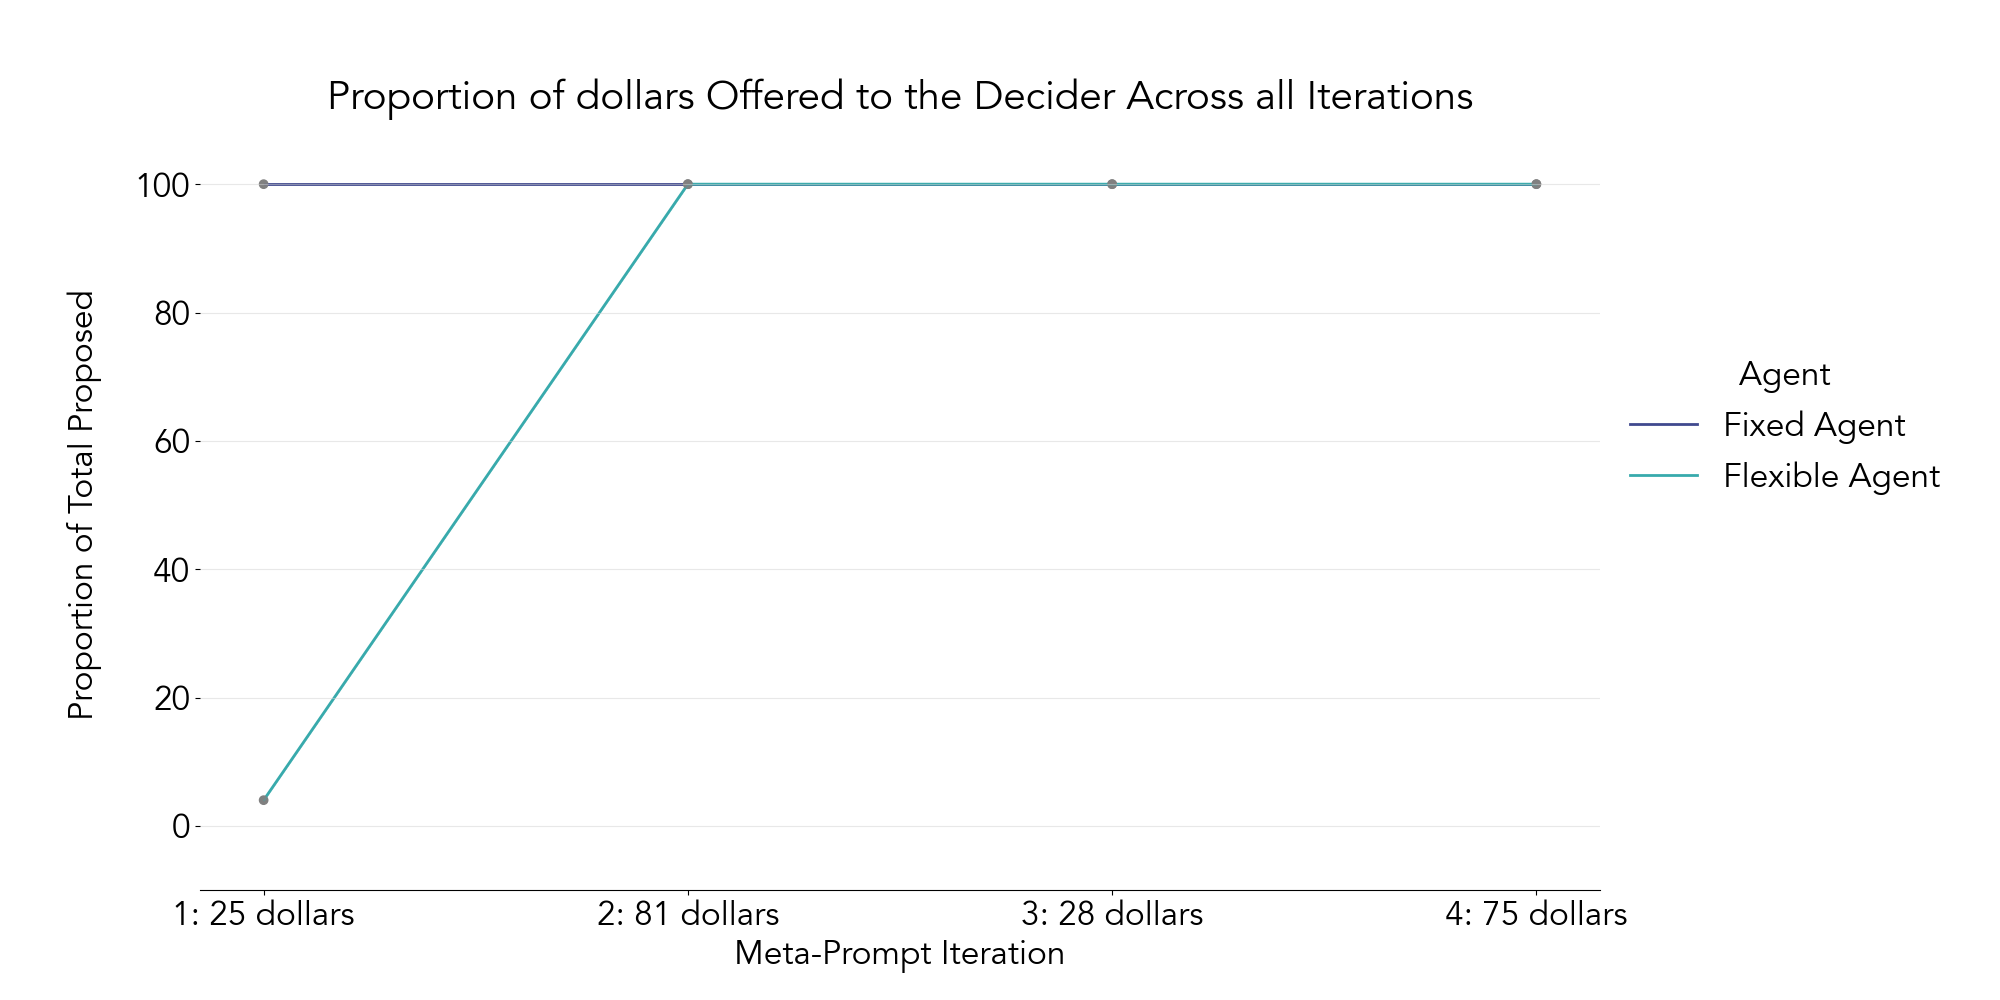 Proportion of dollars Offered to the Decider Across all Iterations
Proportion of Total Proposed
100
80
60
40
20
0
1: 25 dollars
2: 81 dollars
3: 28 dollars
4: 75 dollars
Meta-Prompt Iteration
Agent
Fixed Agent
Flexible Agent